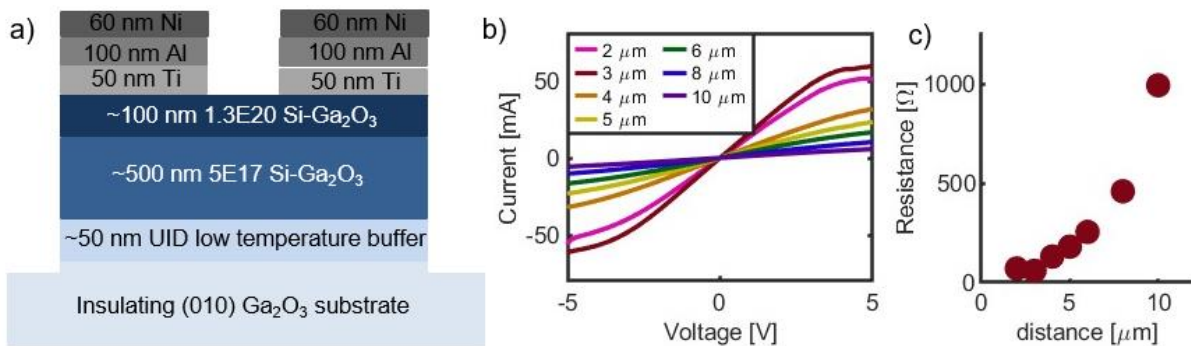 a)
60 nm Ni
60 nm Ni
100 nm Al
100 nm Al
50 nm Ti
50 nm Ti
~100 nm 1.3E20 Si-Ga₂O₃
~500 nm 5E17 Si-Ga₂O₃
~50 nm UID low temperature buffer
Insulating (010) Ga₂O₃ substrate
b)
Current [mA]
50
0
-50
2 μm
6 μm
3 μm
8 μm
4 μm
10 μm
5 μm
-5
0
5
Voltage [V]
c)
Resistance [Ω]
1000
500
0
0
5
10
distance [μm]